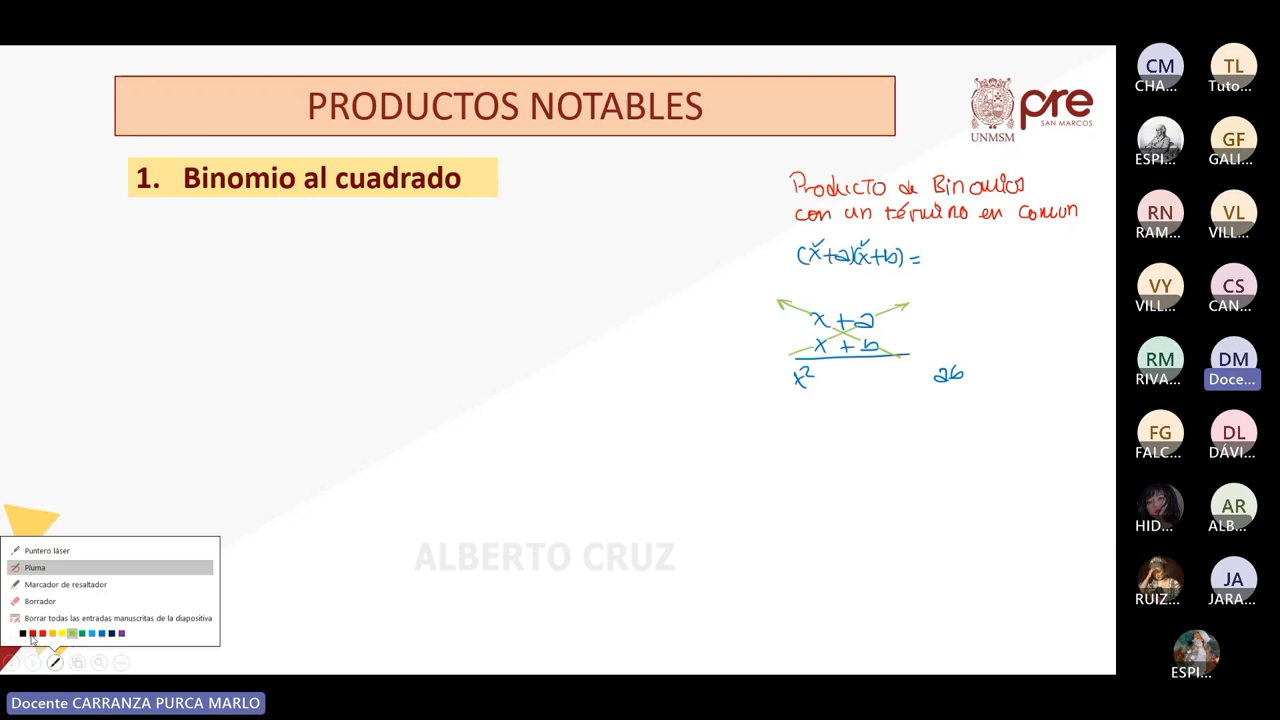 PRODUCTOS NOTABLES
UNMSM
pre
SAN MARCOS
1. Binomio al cuadrado
Producto de Binomios
con un término en comun
(x+a)(x+b) =
x + a
x + b
x² ab
ALBERTO CRUZ
Puntero láser
Pluma
Marcador de resaltador
Borrador
Borrar todas las entradas manuscritas de la diapositiva
Docente CARRANZA PURCA MARLO
CM TL
CHA... Tuto...
GF
ESPI... GALI...
RN VL
RAM... VILL...
VY CS
VILL... CAN...
RM DM
RIVA... Doce...
FG DL
FALC... DÁVI...
AR
HID... ALB...
JA
RUIZ... JARA...
ESPI...